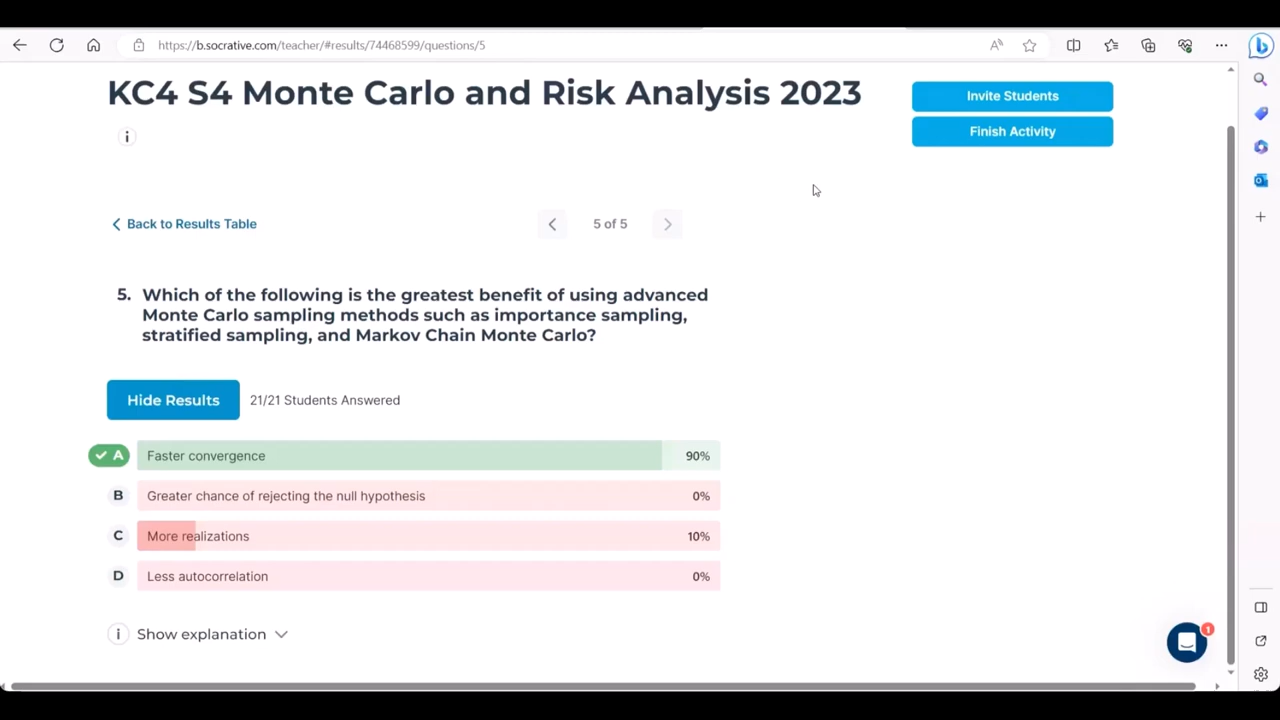 https://b.socrative.com/teacher/#results/74468599/questions/5
KC4 S4 Monte Carlo and Risk Analysis 2023
Invite Students
Finish Activity
Back to Results Table
5 of 5
5. Which of the following is the greatest benefit of using advanced
Monte Carlo sampling methods such as importance sampling,
stratified sampling, and Markov Chain Monte Carlo?
Hide Results
21/21 Students Answered
A Faster convergence 90%
B Greater chance of rejecting the null hypothesis 0%
C More realizations 10%
D Less autocorrelation 0%
i Show explanation
1